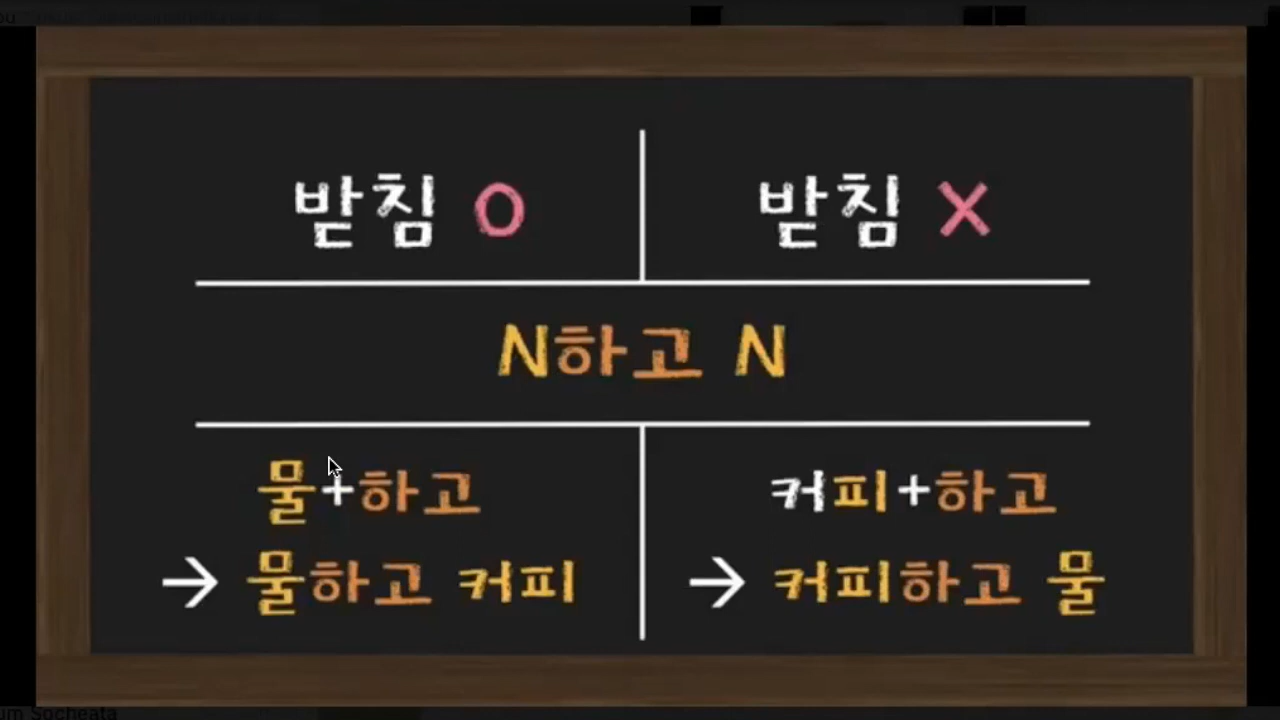 받침 O 받침 X
N하고 N
물+하고 커피+하고
→ 물하고 커피 → 커피하고 물
Socheata